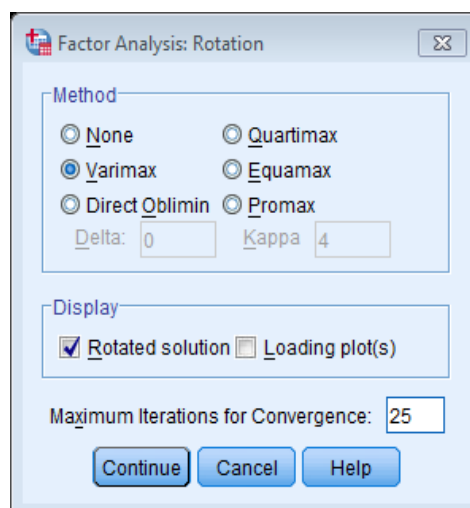 Factor Analysis: Rotation
Method
None Quartimax
Varimax Equamax
Direct Oblimin Promax
Delta: 0 Kappa 4
Display
Rotated solution Loading plot(s)
Maximum Iterations for Convergence: 25
Continue Cancel Help